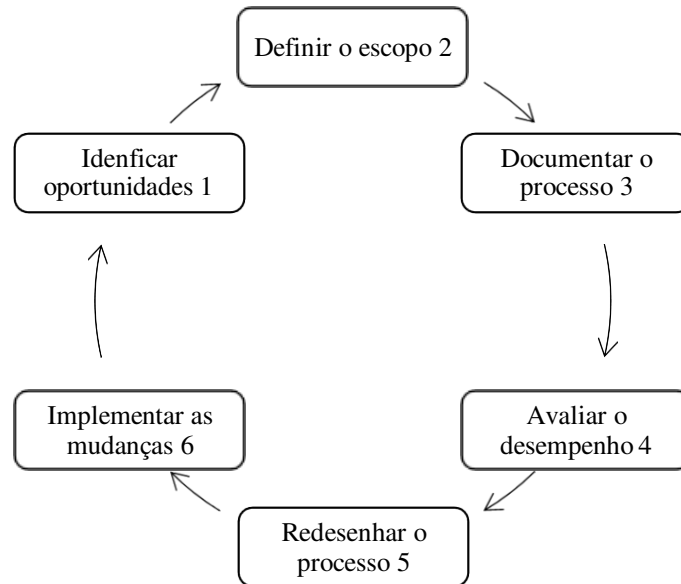 Definir o escopo 2
Idenficar
oportunidades 1
Documentar o
processo 3
Implementar as
mudanças 6
Avaliar o
desempenho 4
Redesenhar o
processo 5